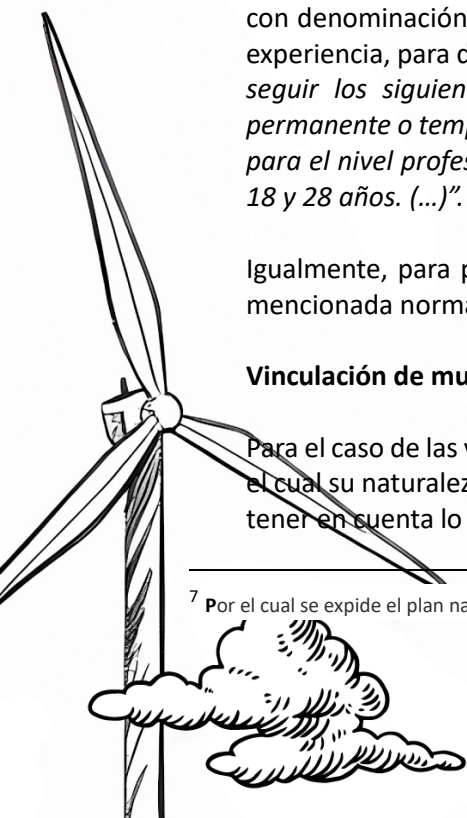 con denominación
experiencia, para
seguir los siguien
permanente o temp
para el nivel profes
18 y 28 años. (...)”.
Igualmente, para p
mencionada norma
Vinculación de mu
Para el caso de las v
el cual su naturalez
tener en cuenta lo
7 Por el cual se expide el plan na